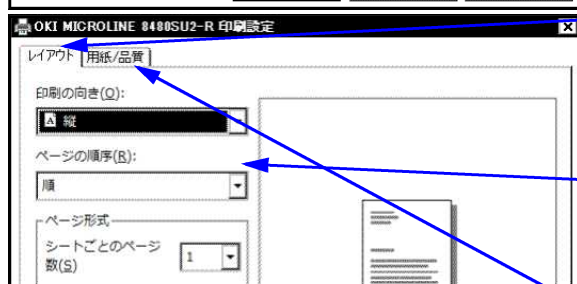 OKI MICROLINE 8480SU2-R 印刷設定
レイアウト 用紙/品質
印刷の向き(O):
縦
ページの順序(R):
順
ページ形式
シートごとのページ
数(S)
1